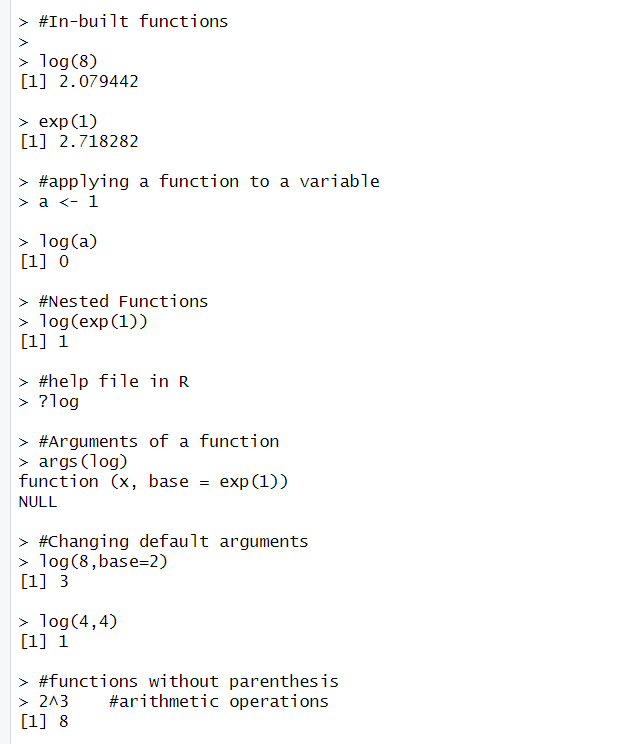 > #In-built functions
>
> log(8)
[1] 2.079442
> exp(1)
[1] 2.718282
> #applying a function to a variable
> a <- 1
> log(a)
[1] 0
> #Nested Functions
> log(exp(1))
[1] 1
> #help file in R
> ?log
> #Arguments of a function
> args(log)
function (x, base = exp(1))
NULL
> #Changing default arguments
> log(8,base=2)
[1] 3
> log(4,4)
[1] 1
> #functions without parenthesis
> 2^3    #arithmetic operations
[1] 8